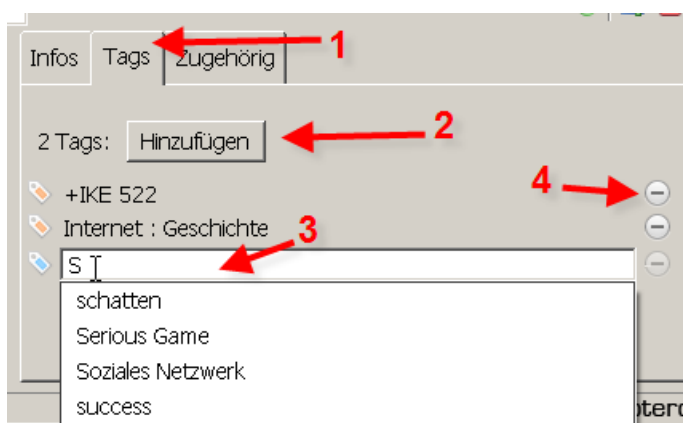 Infos Tags Zugehörig 1
2 Tags: Hinzufügen 2
+IKE 522 4
Internet : Geschichte 3
S
schatten
Serious Game
Soziales Netzwerk
success